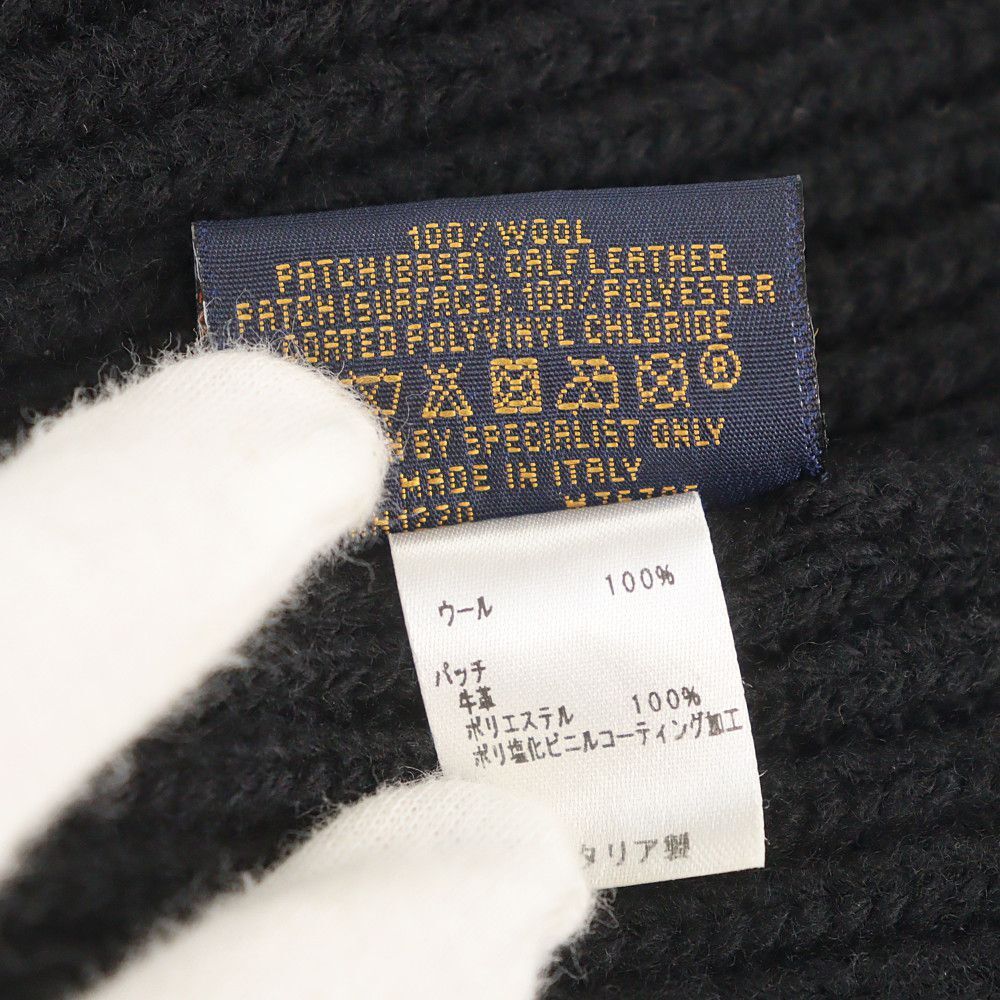 100% WOOL
PATCH (BASE): CALF LEATHER
PATCH (SURFACE): 100% POLYESTER
COATED POLYVINYL CHLORIDE
®
BY SPECIALIST ONLY
MADE IN ITALY
ウール 100%
パッチ
牛革
ポリエステル 100%
ポリ塩化ビニルコーティング加工
タリア製